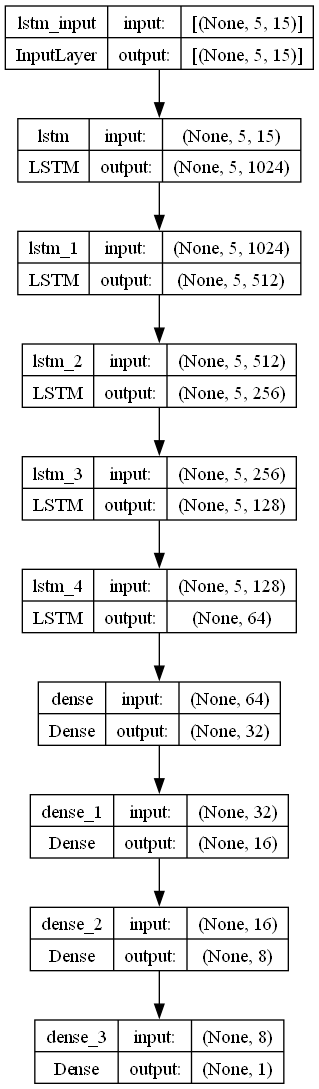 lstm_input input: [(None, 5, 15)]
InputLayer output: [(None, 5, 15)]
lstm input: (None, 5, 15)
LSTM output: (None, 5, 1024)
lstm_1 input: (None, 5, 1024)
LSTM output: (None, 5, 512)
lstm_2 input: (None, 5, 512)
LSTM output: (None, 5, 256)
lstm_3 input: (None, 5, 256)
LSTM output: (None, 5, 128)
lstm_4 input: (None, 5, 128)
LSTM output: (None, 64)
dense input: (None, 64)
Dense output: (None, 32)
dense_1 input: (None, 32)
Dense output: (None, 16)
dense_2 input: (None, 16)
Dense output: (None, 8)
dense_3 input: (None, 8)
Dense output: (None, 1)